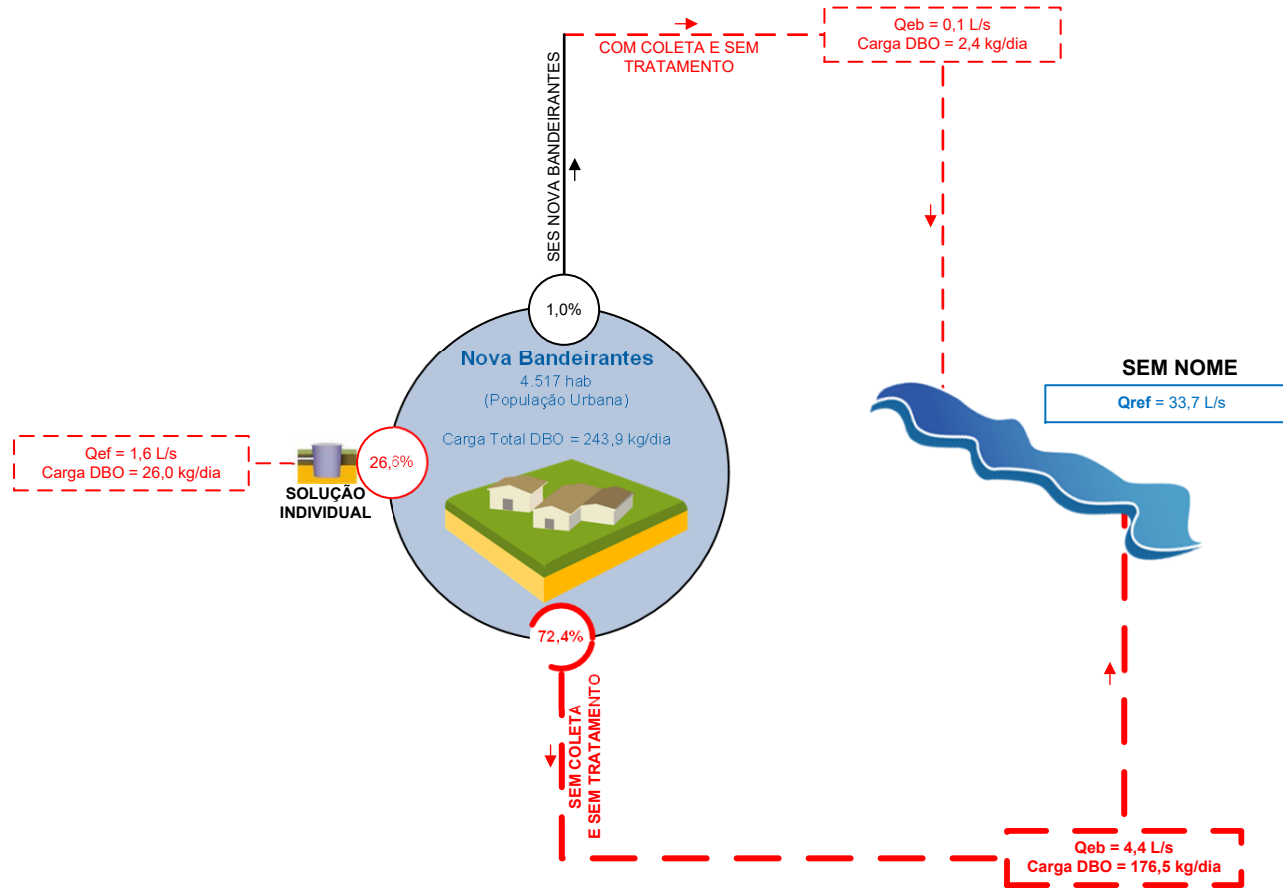 Qeb = 0,1 L/s
Carga DBO = 2,4 kg/dia
COM COLETA E SEM
TRATAMENTO
SES NOVA BANDEIRANTES
1,0%
Nova Bandeirantes
4.517 hab
(População Urbana)
Carga Total DBO = 243,9 kg/dia
SEM NOME
Qref = 33,7 L/s
Qef = 1,6 L/s
Carga DBO = 26,0 kg/dia
26,6%
SOLUÇÃO
INDIVIDUAL
72,4%
SEM COLETA
E SEM TRATAMENTO
Qeb = 4,4 L/s
Carga DBO = 176,5 kg/dia